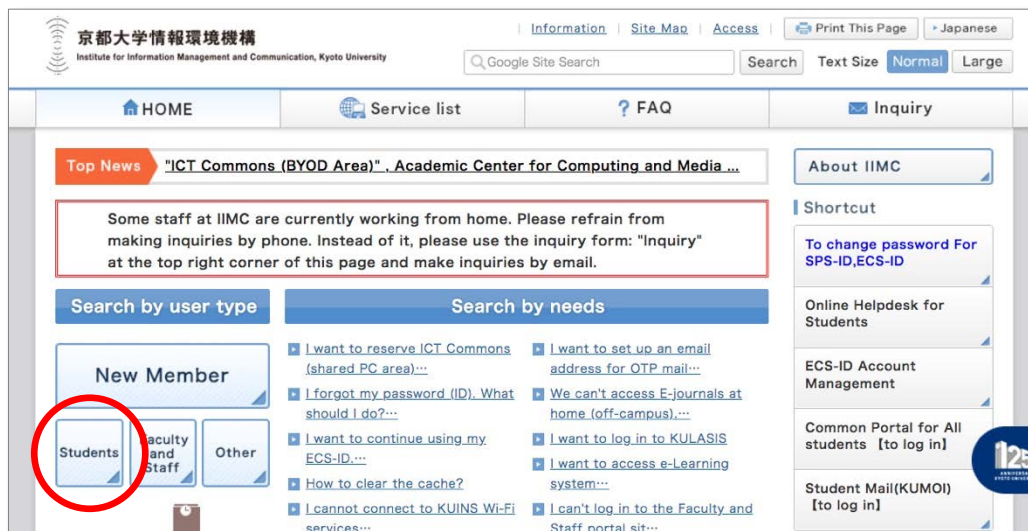 京都大学情報環境機構
Institute for Information Management and Communication, Kyoto University
Information
Site Map
Access
Print This Page
Japanese
Google Site Search
Search
Text Size
Normal
Large
HOME
Service list
? FAQ
Inquiry
Top News
"ICT Commons (BYOD Area)" , Academic Center for Computing and Media ...
Some staff at IIMC are currently working from home. Please refrain from
making inquiries by phone. Instead of it, please use the inquiry form: "Inquiry"
at the top right corner of this page and make inquiries by email.
Search by user type
New Member
Students
Faculty
and
Staff
Other
Search by needs
I want to reserve ICT Commons
(shared PC area)…
I forgot my password (ID). What
should I do?…
I want to continue using my
ECS-ID.…
How to clear the cache?
I cannot connect to KUINS Wi-Fi
services…
I want to set up an email
address for OTP mail…
We can't access E-journals at
home (off-campus).…
I want to log in to KULASIS
I want to access e-Learning
system…
I can't log in to the Faculty and
Staff portal sit…
About IIMC
Shortcut
To change password For
SPS-ID,ECS-ID
Online Helpdesk for
Students
ECS-ID Account
Management
Common Portal for All
students【to log in】
Student Mail(KUMOI)
【to log in】
125